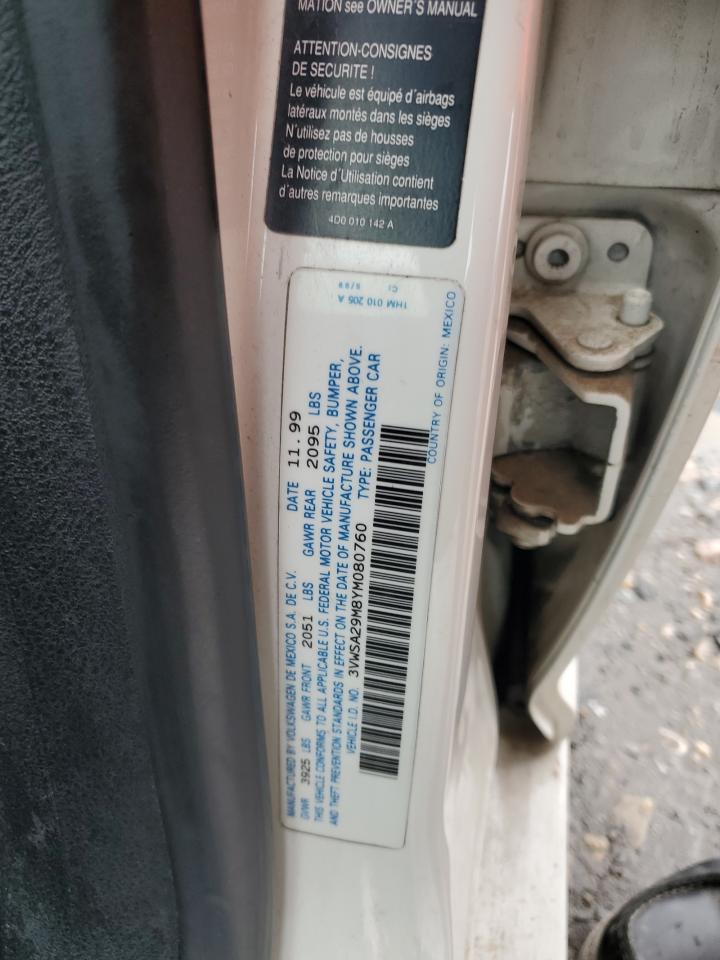 MATION see OWNER'S MANUAL
ATTENTION-CONSIGNES
DE SECURITE !
Le véhicule est équipé d'airbags
latéraux montés dans les sièges
N'utilisez pas de housses
de protection pour sièges
La Notice d'Utilisation contient
d'autres remarques importantes
4D0 010 142 A
1HM 010 205 A
CI 9/99
MANUFACTURED BY VOLKSWAGEN DE MEXICO S.A. DE C.V. DATE 11.99
GVWR 3925 LBS GAWR FRONT 2051 LBS GAWR REAR 2095 LBS
THIS VEHICLE CONFORMS TO ALL APPLICABLE U.S. FEDERAL MOTOR VEHICLE SAFETY, BUMPER,
AND THEFT PREVENTION STANDARDS IN EFFECT ON THE DATE OF MANUFACTURE SHOWN ABOVE.
VEHICLE I.D. NO. 3VWSA29M8YM080760 TYPE: PASSENGER CAR
COUNTRY OF ORIGIN: MEXICO